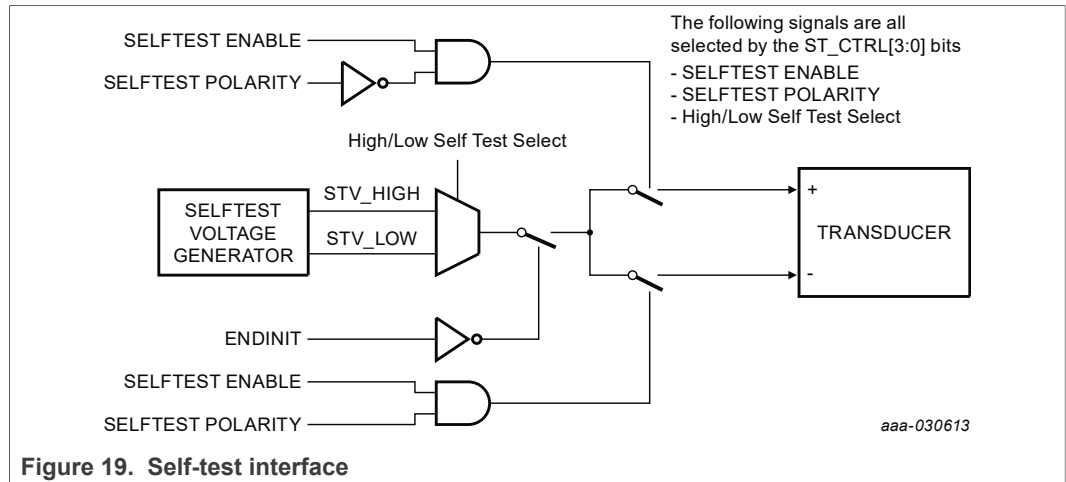 SELFTEST ENABLE
SELFTEST POLARITY
The following signals are all
selected by the ST_CTRL[3:0] bits
- SELFTEST ENABLE
- SELFTEST POLARITY
- High/Low Self Test Select
High/Low Self Test Select
SELFTEST
VOLTAGE
GENERATOR
STV_HIGH
STV_LOW
+
TRANSDUCER
-
ENDINIT
SELFTEST ENABLE
SELFTEST POLARITY
aaa-030613
Figure 19. Self-test interface